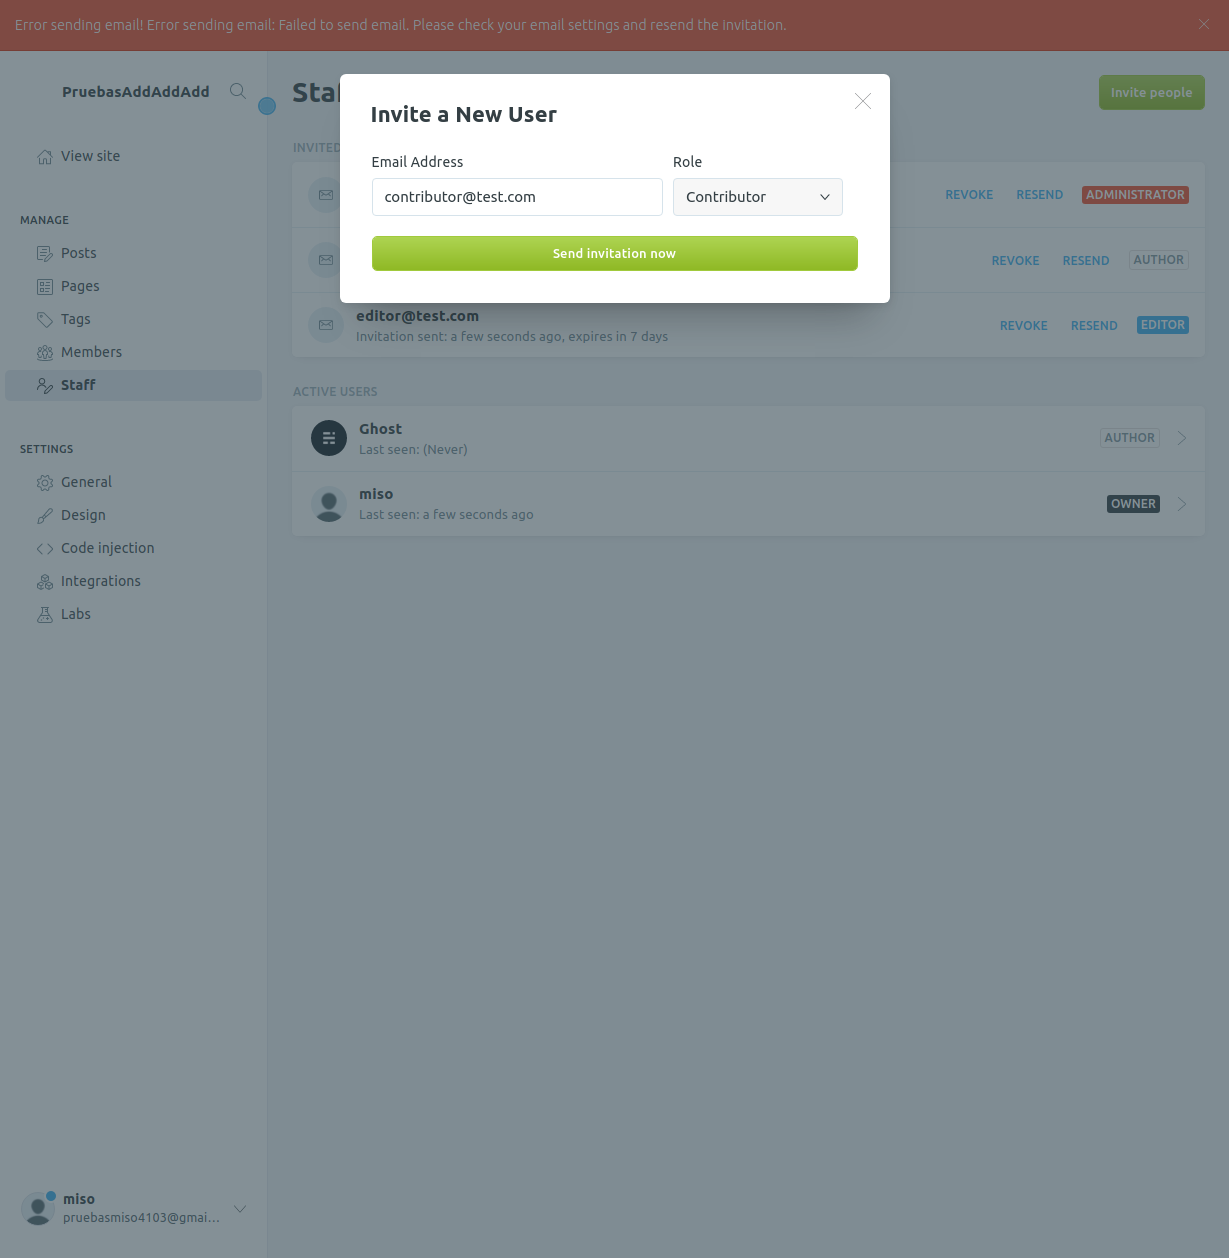 Error sending email! Error sending email: Failed to send email. Please check your email settings and resend the invitation.
PruebasAddAddAdd
View site
MANAGE
Posts
Pages
Tags
Members
Staff
SETTINGS
General
Design
Code injection
Integrations
Labs
miso
pruebasmiso4103@gmai...
Invite people
Invite a New User
Email Address Role
contributor@test.com Contributor
Send invitation now
INVITED
REVOKE RESEND ADMINISTRATOR
REVOKE RESEND AUTHOR
editor@test.com
Invitation sent: a few seconds ago, expires in 7 days
REVOKE RESEND EDITOR
ACTIVE USERS
Ghost
Last seen: (Never)
AUTHOR
miso
Last seen: a few seconds ago
OWNER